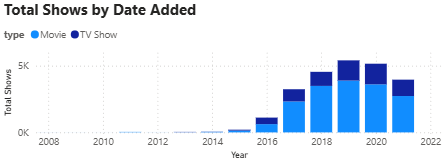 Total Shows by Date Added
type Movie TV Show
5K
0K
Total Shows
2008 2010 2012 2014 2016 2018 2020 2022
Year